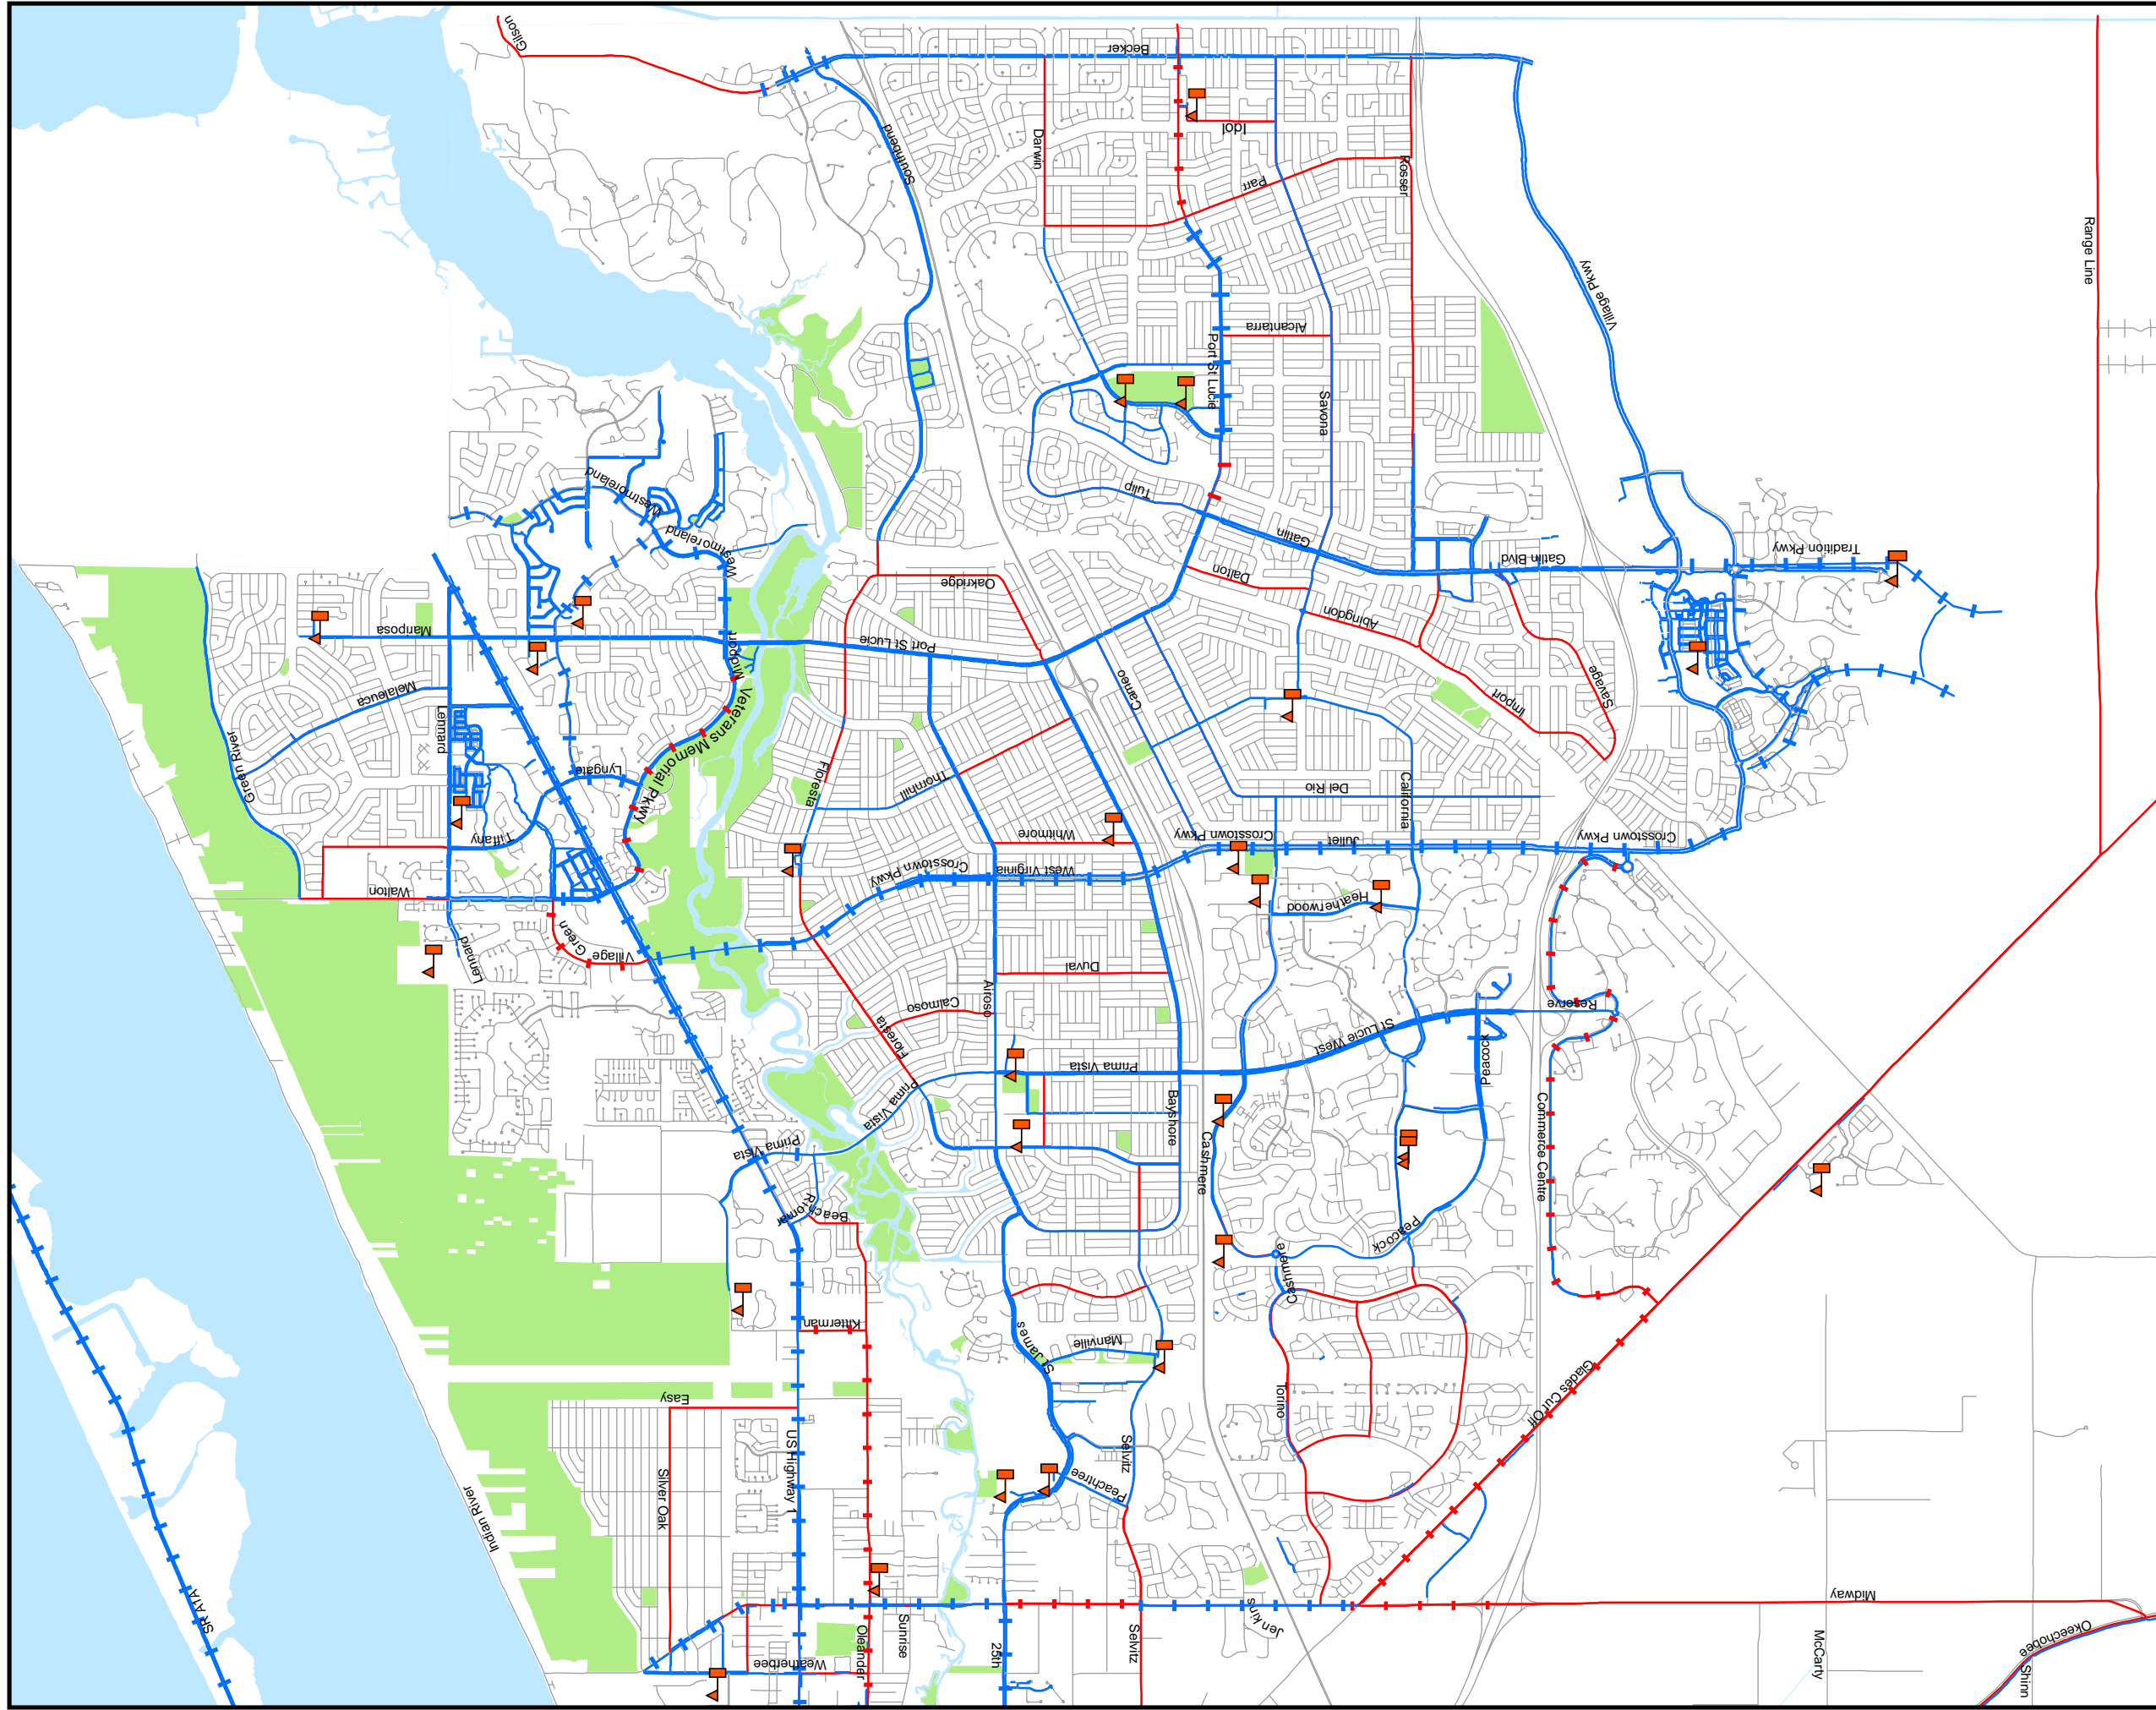 Gilson
Becker
Southbend
Darwin
Idol
Rosser
Parr
Range Line
Village Pkwy
Alcantarra
Port St Lucie
Savona
Westmoreland
Tulip
Westmoreland
Gatlin
Gatlin Blvd
Tradition Pkwy
Dalton
Oakridge
Abingdon
Mariposa
Morningside
Port St Lucie
Melaleuca
Cameo
Import
Savage
Lennard
Veterans Memorial Pkwy
Green River
Lyngate
Floresta
Thornhill
Del Rio
California
Tiffany
Whitmore
Crosstown Pkwy
Juliet
Crosstown Pkwy
Crosstown Pkwy
West Virginia
Walton
Heatherwood
Green
Village
Lennard
Duval
Airoso
Calmoso
Floresta
Reserve
St Lucie West
Peacock
Prima Vista
Prima Vista
Prima Vista
Bayshore
Cashmere
Commerce Centre
Riomar
Beach
Peacock
Cashmere
Kitterman
St James
Manville
Torino
Glades Cut Off
Easy
US Highway 1
Silver Oak
Selvitz
Peachtree
Indian River
SR A1A
Midway
Jenkins
Sunrise
Oleander
25th
Selvitz
Weatherbee
McCarty
Okeechobee
Shinn